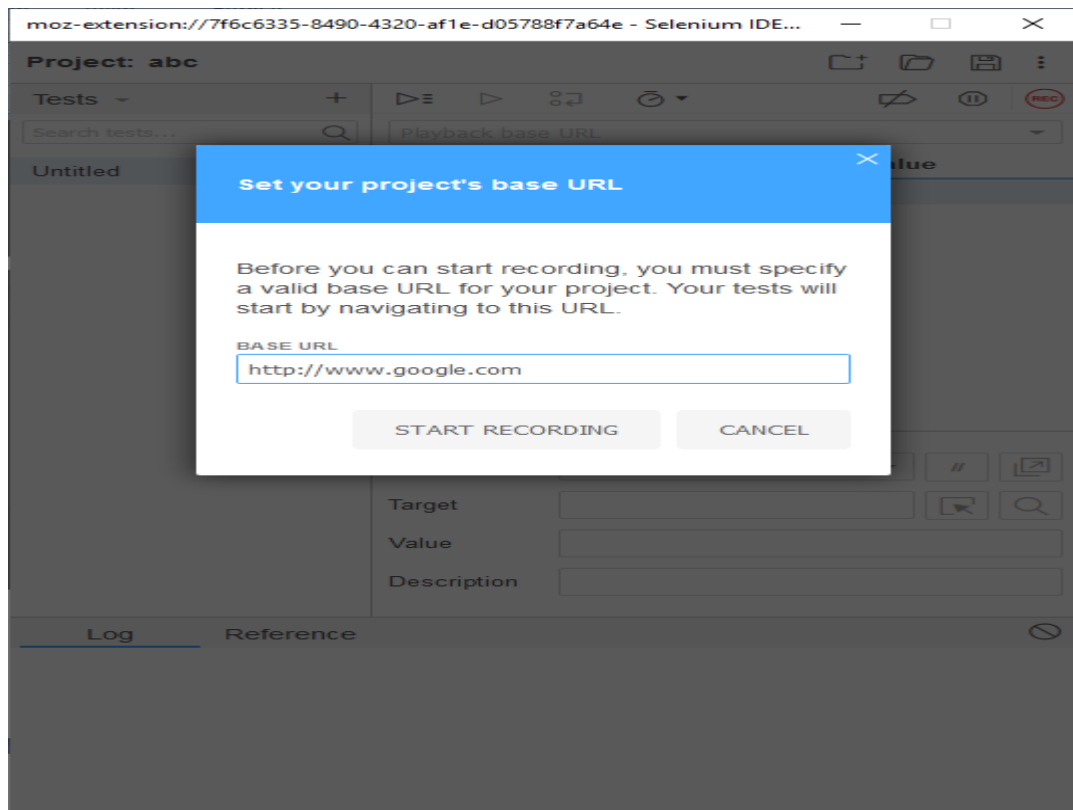 moz-extension://7f6c6335-8490-4320-af1e-d05788f7a64e - Selenium IDE...
Project: abc
Tests
REC
Search tests...
Playback base URL
Untitled
alue
Set your project's base URL
Before you can start recording, you must specify
a valid base URL for your project. Your tests will
start by navigating to this URL.
BASE URL
http://www.google.com
START RECORDING
CANCEL
//
Target
Value
Description
Log
Reference